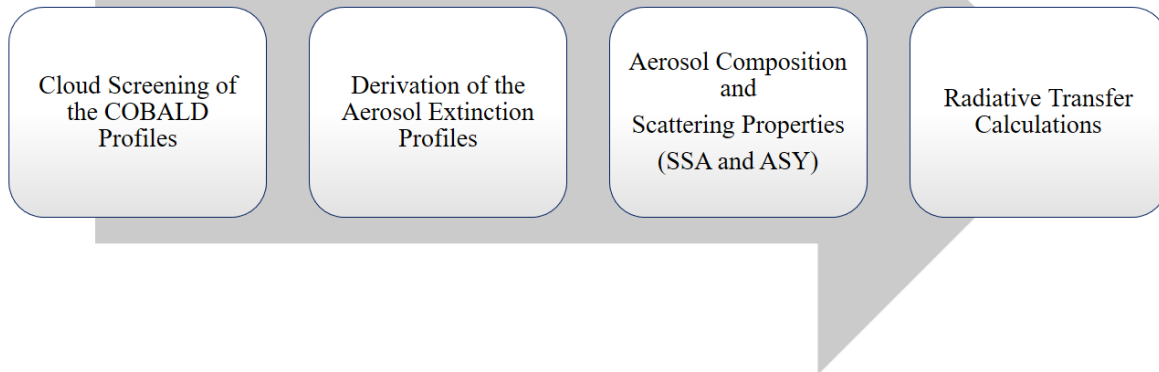 Cloud Screening of
the COBALD
Profiles
Derivation of the
Aerosol Extinction
Profiles
Aerosol Composition
and
Scattering Properties
(SSA and ASY)
Radiative Transfer
Calculations